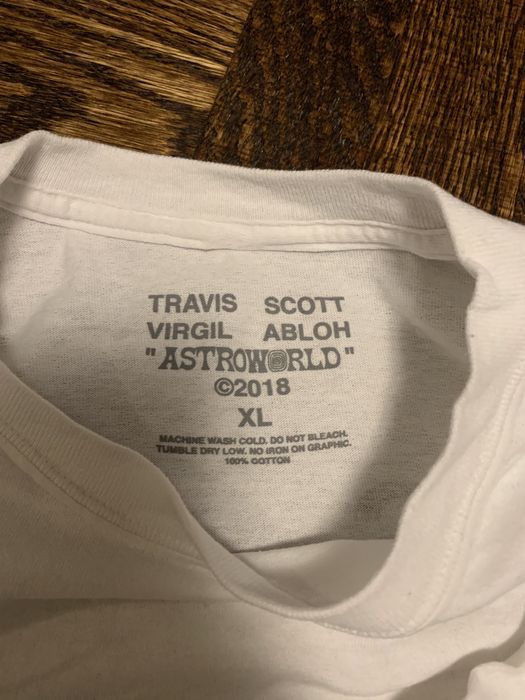 TRAVIS SCOTT
VIRGIL ABLOH
"ASTROWORLD"
©2018
XL
MACHINE WASH COLD. DO NOT BLEACH.
TUMBLE DRY LOW. NO IRON ON GRAPHIC.
100% COTTON